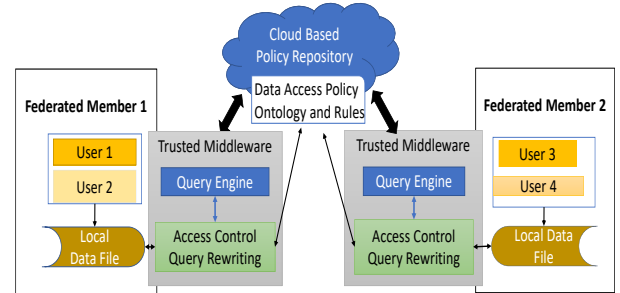 Cloud Based
Policy Repository
Data Access Policy
Ontology and Rules
Federated Member 1
User 1
User 2
Local
Data File
Trusted Middleware
Query Engine
Access Control
Query Rewriting
Trusted Middleware
Query Engine
Access Control
Query Rewriting
Federated Member 2
User 3
User 4
Local Data
File